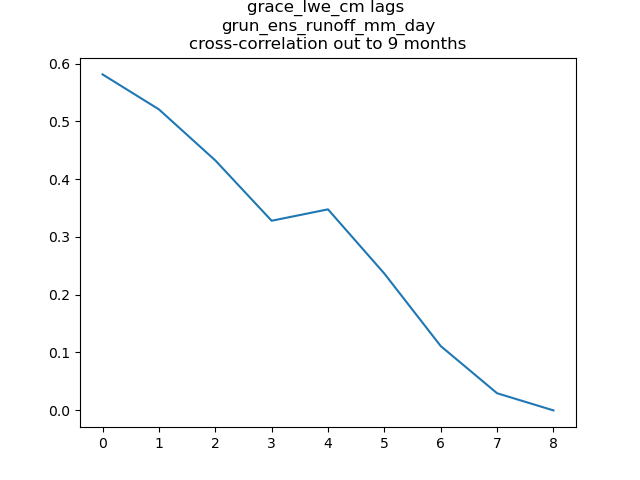 grace_lwe_cm lags
grun_ens_runoff_mm_day
cross-correlation out to 9 months
0.6
0.5
0.4
0.3
0.2
0.1
0.0
0 1 2 3 4 5 6 7 8